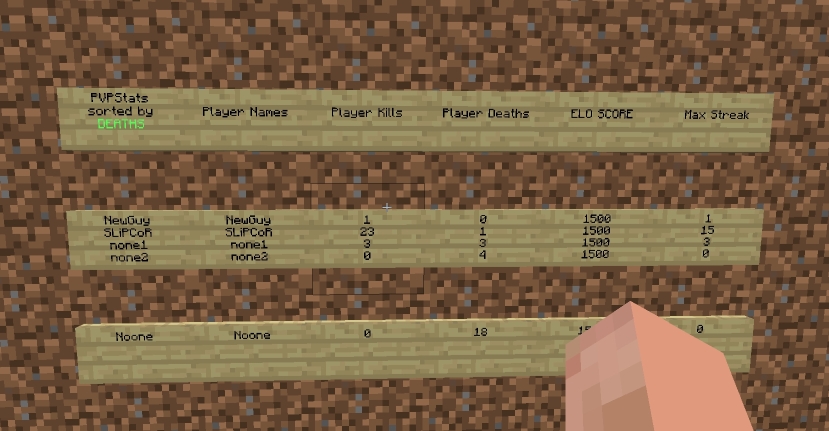 PVPStats
sorted by
DEATHS
Player Names
Player Kills
Player Deaths
ELO SCORE
Max Streak
NewGuy NewGuy 1 0 1500 1
SLiPCoR SLiPCoR 23 1 1500 15
none1 none1 3 3 1500 3
none2 none2 0 4 1500 0
Noone Noone 0 18 0